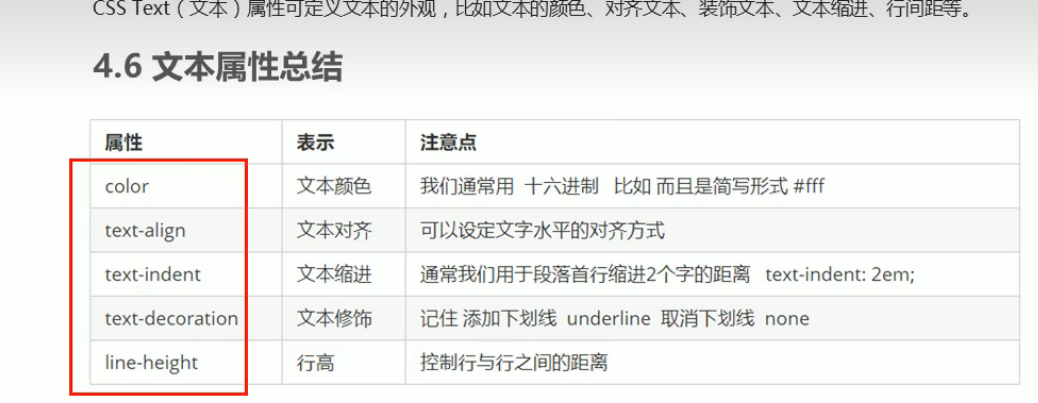 CSS Text（文本）属性可定义文本的外观，比如文本的颜色、对齐文本、装饰文本、文本缩进、行间距等。
4.6 文本属性总结
属性 表示 注意点
color 文本颜色 我们通常用 十六进制 比如 而且是简写形式 #fff
text-align 文本对齐 可以设定文字水平的对齐方式
text-indent 文本缩进 通常我们用于段落首行缩进2个字的距离 text-indent: 2em;
text-decoration 文本修饰 记住 添加下划线 underline 取消下划线 none
line-height 行高 控制行与行之间的距离